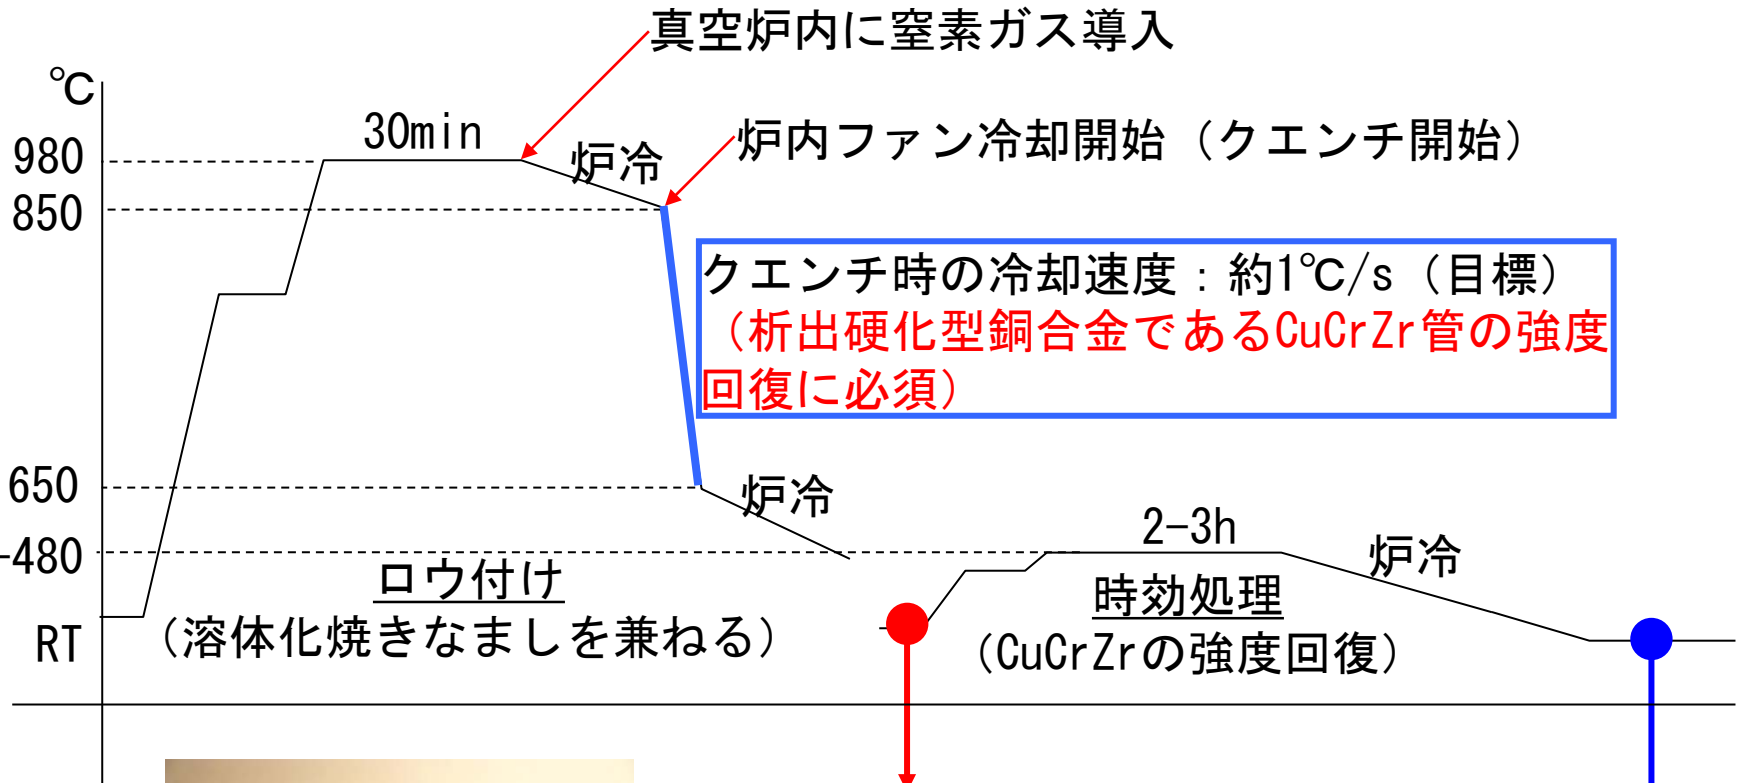 真空炉内に窒素ガス導入
℃
30min
炉内ファン冷却開始（クエンチ開始）
980
炉冷
850
クエンチ時の冷却速度：約1℃/s（目標）
（析出硬化型銅合金であるCuCrZr管の強度
回復に必須）
650
炉冷
2-3h
-480
炉冷
ロウ付け
時効処理
RT
（溶体化焼きなましを兼ねる）
（CuCrZrの強度回復）